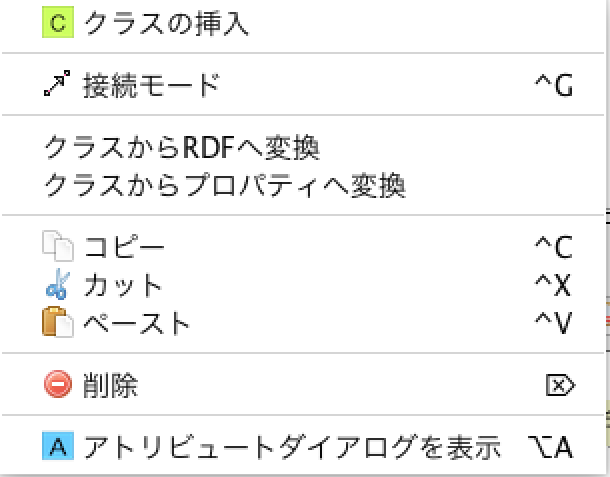 C クラスの挿入
接続モード ^G
クラスからRDFへ変換
クラスからプロパティへ変換
コピー ^C
カット ^X
ペースト ^V
削除 ⌦
A アトリビュートダイアログを表示 ⌥A